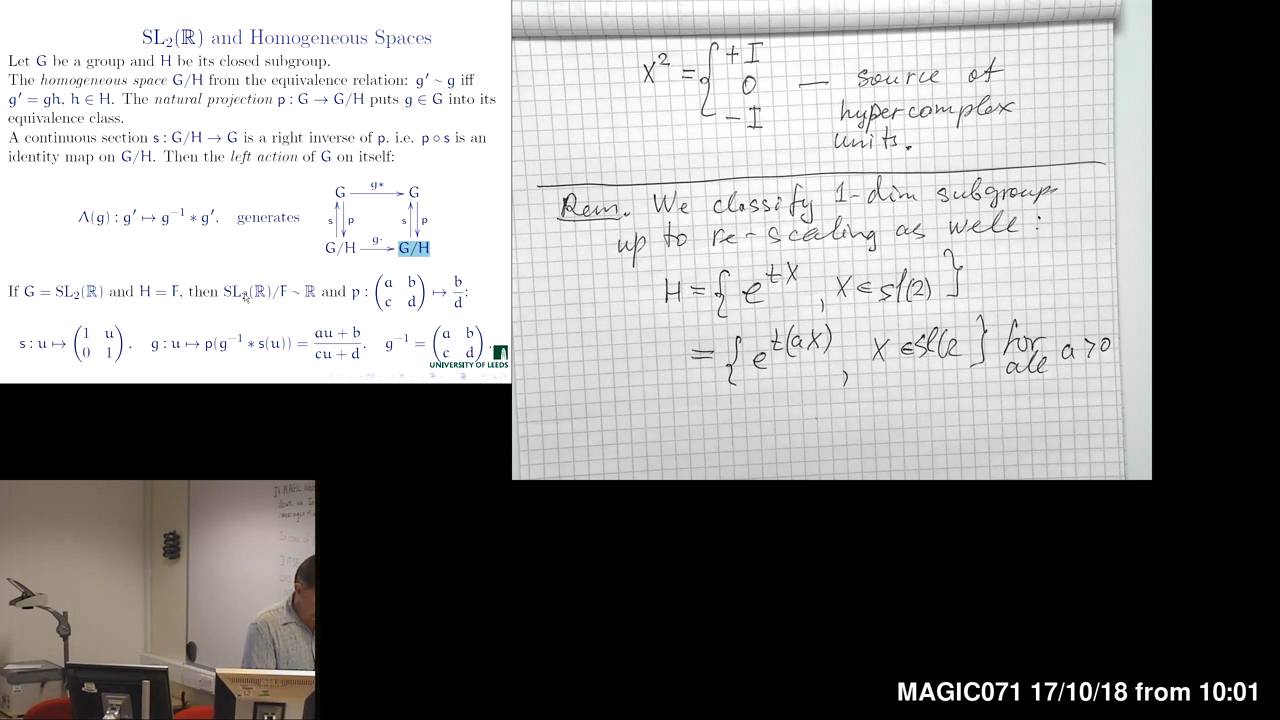 SL₂(ℝ) and Homogeneous Spaces
Let G be a group and H be its closed subgroup.
The homogeneous space G/H from the equivalence relation: g′ ~ g iff
g′ = gh, h ∈ H. The natural projection p : G → G/H puts g ∈ G into its
equivalence class.
A continuous section s : G/H → G is a right inverse of p, i.e. p ∘ s is an
identity map on G/H. Then the left action of G on itself:
Λ(g) : g′ ↦ g⁻¹ * g′. generates
G g* G
s p s p
G/H g· G/H
If G = SL₂(ℝ) and H = F, then SL₂(ℝ)/F ~ ℝ and p : (a b; c d) ↦ b/d:
s : u ↦ (1 u; 0 1). g : u ↦ p(g⁻¹ * s(u)) = (au + b)/(cu + d). g⁻¹ = (a b; c d).
UNIVERSITY OF LEEDS
X² = { +I
0 — source of
-I hypercomplex
units.
Rem. We classify 1-dim subgroups
up to re-scaling as well:
H = { e^{tX}, X ∈ sl(2) }
= { e^{t(aX)}, X ∈ sl(2 } for
all a > 0
MAGIC071 17/10/18 from 10:01